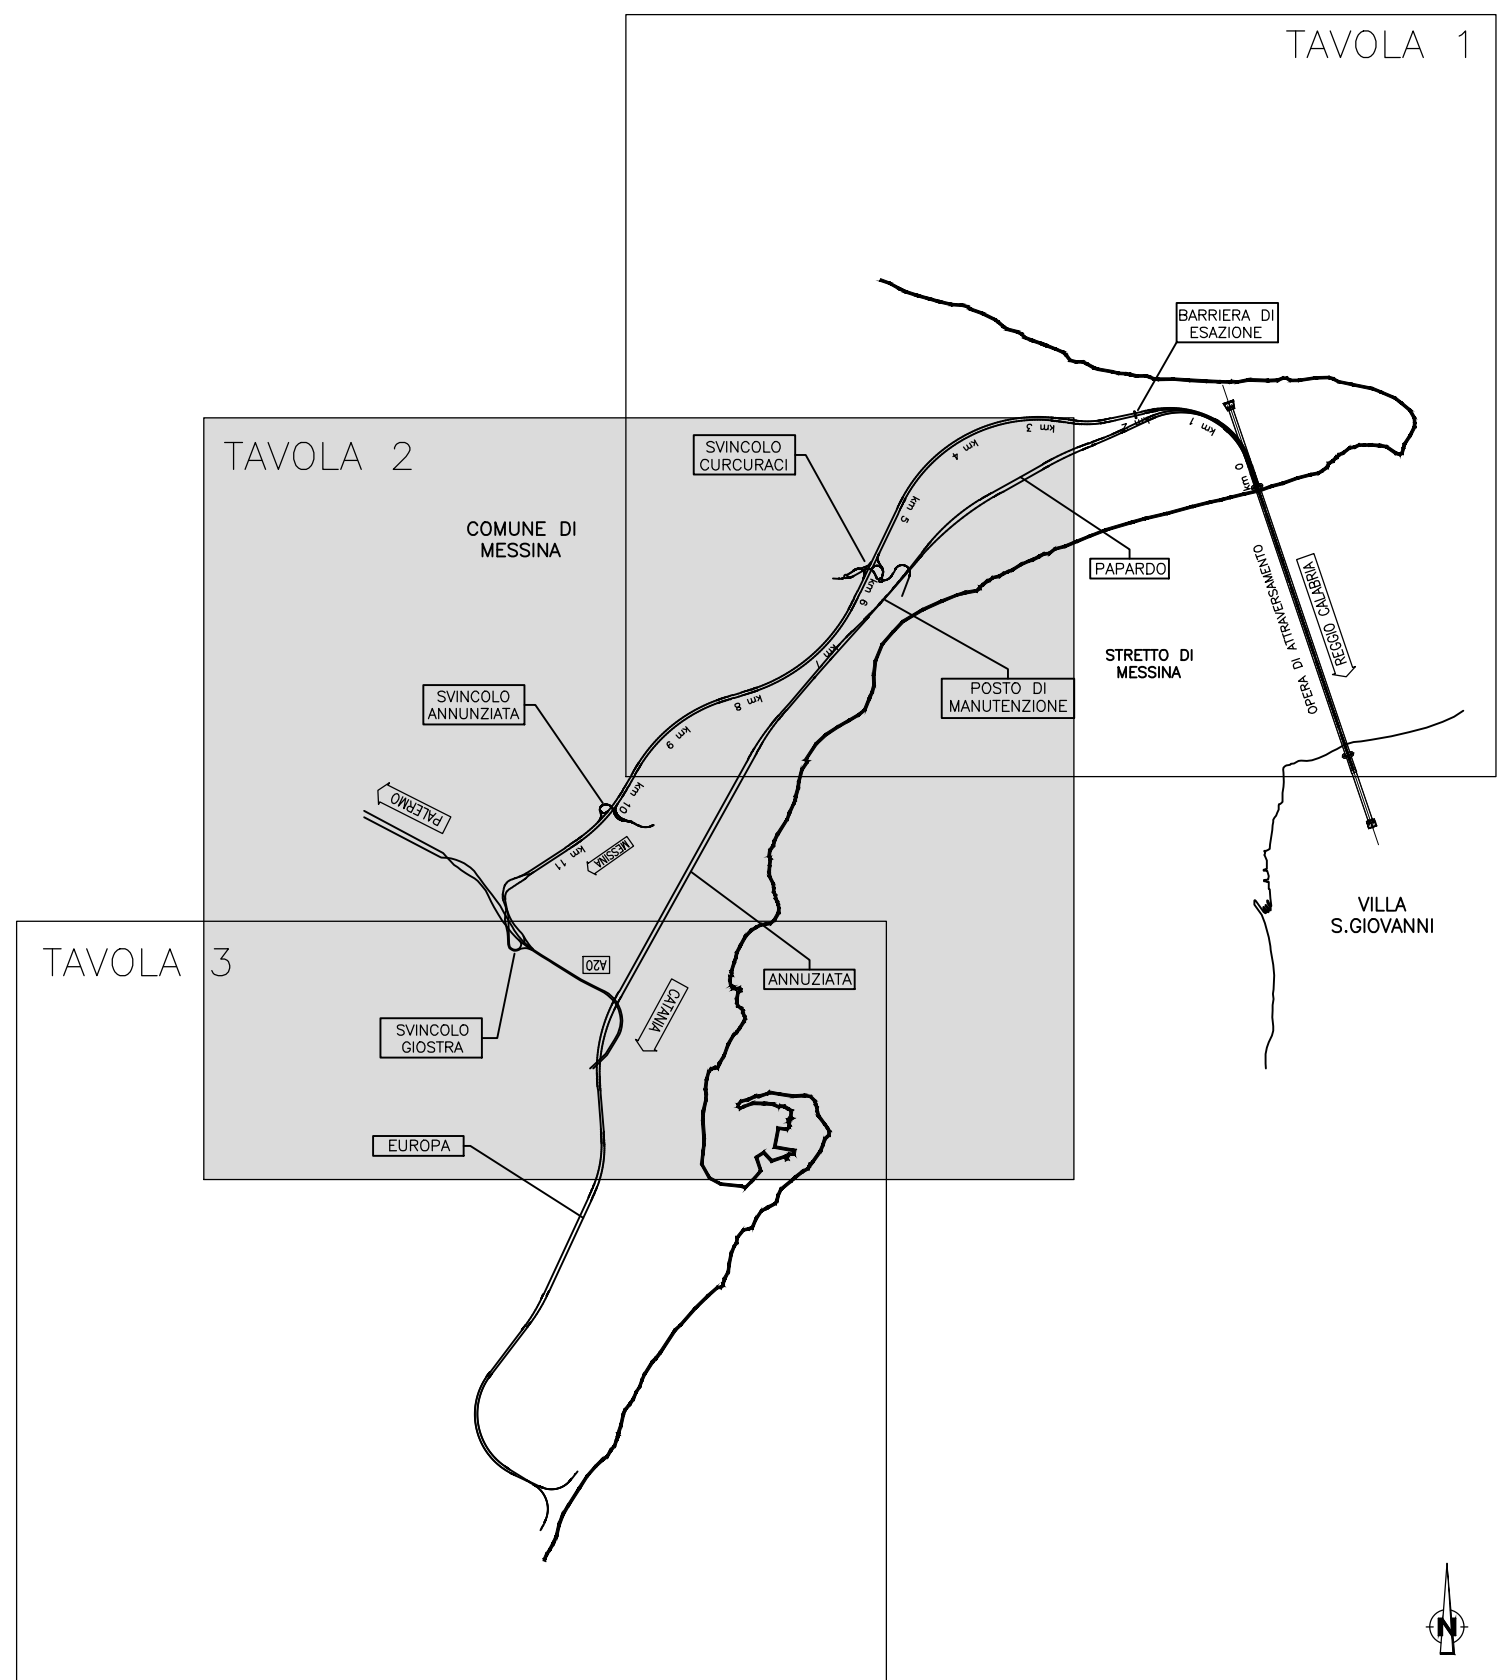 TAVOLA 1
BARRIERA DI
ESAZIONE
km 0
km 1
km 2
km 3
km 4
km 5
km 6
km 7
km 8
km 9
km 10
km 11
TAVOLA 2
SVINCOLO
CURCURACI
COMUNE DI
MESSINA
PAPARDO
OPERA DI ATTRAVERSAMENTO
REGGIO CALABRIA
STRETTO DI
MESSINA
POSTO DI
MANUTENZIONE
SVINCOLO
ANNUNZIATA
PALERMO
MESSINA
VILLA
S.GIOVANNI
TAVOLA 3
A20
ANNUZIATA
CATANIA
SVINCOLO
GIOSTRA
EUROPA
N